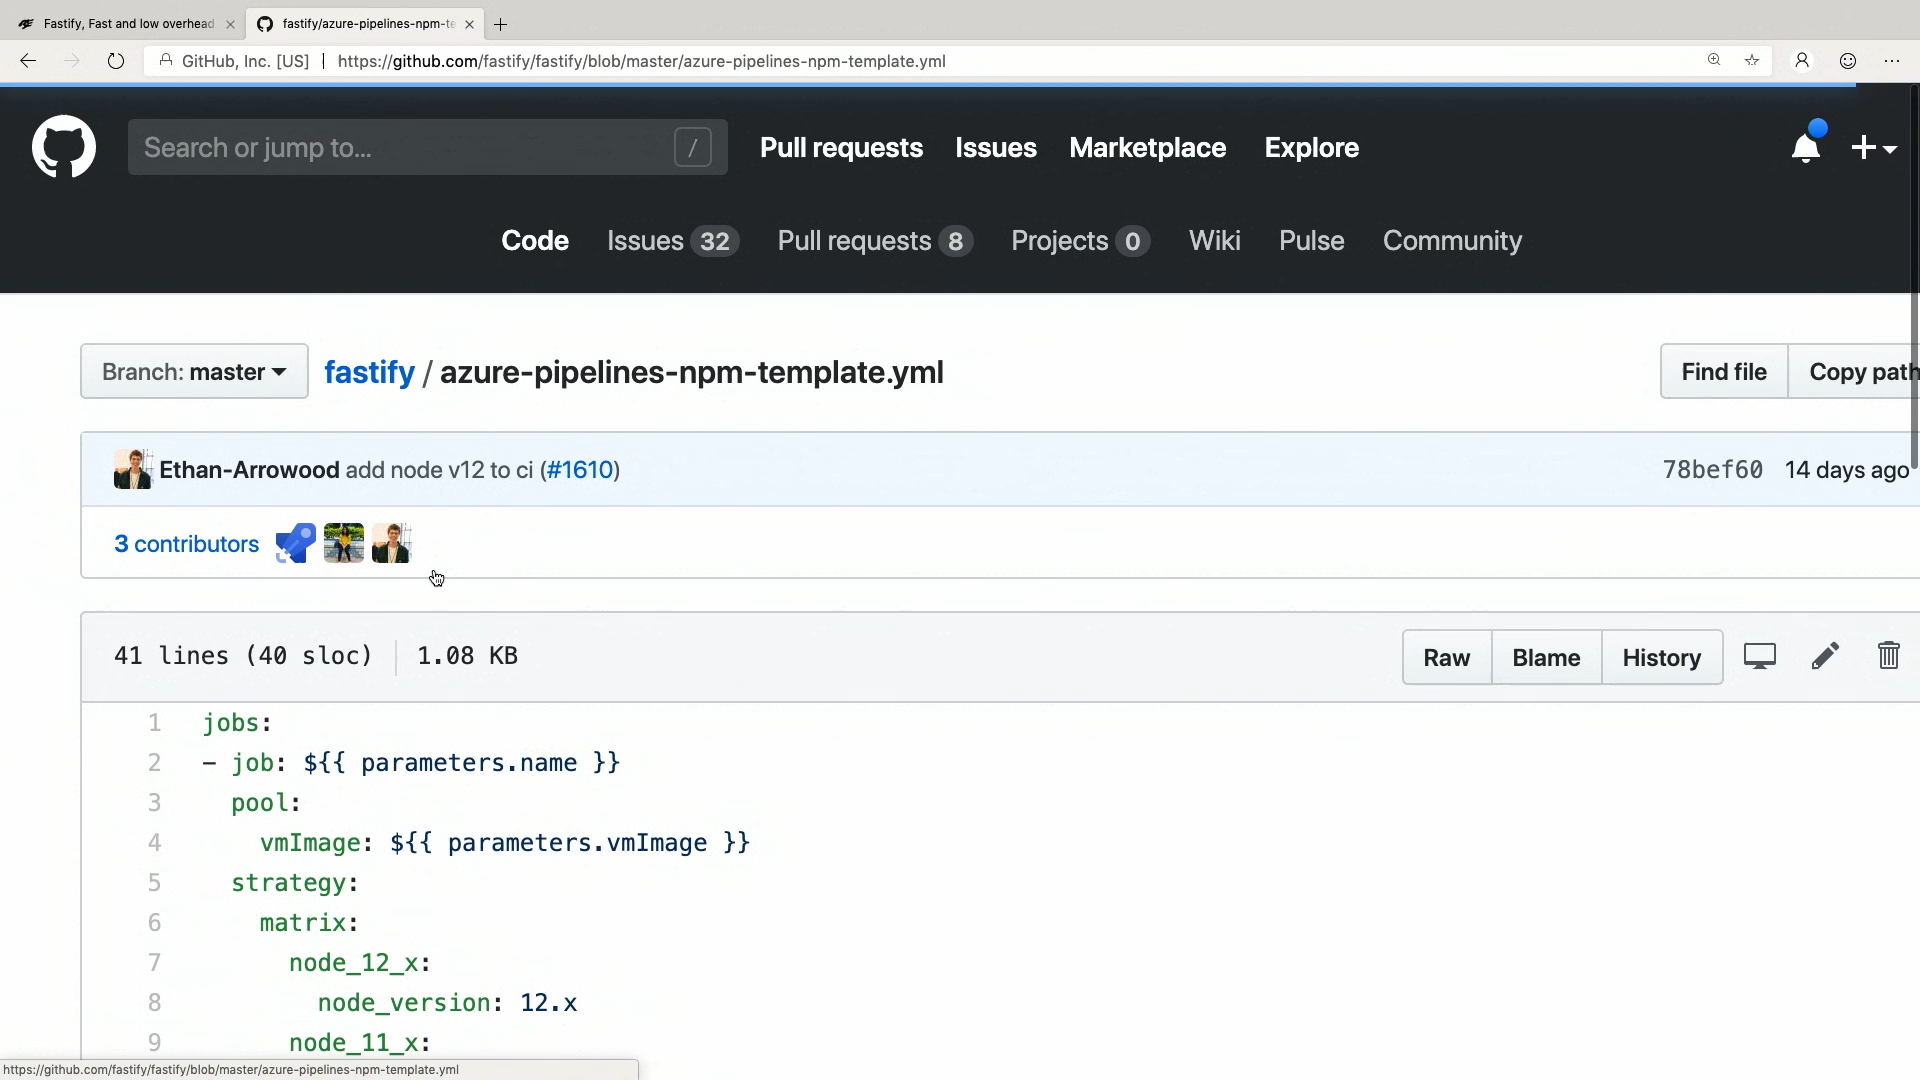 Fastify, Fast and low overhead
fastify/azure-pipelines-npm-te
GitHub, Inc. [US] | https://github.com/fastify/fastify/blob/master/azure-pipelines-npm-template.yml
Search or jump to... /
Pull requests Issues Marketplace Explore
Code Issues 32 Pull requests 8 Projects 0 Wiki Pulse Community
Branch: master fastify / azure-pipelines-npm-template.yml Find file Copy path
Ethan-Arrowood add node v12 to ci (#1610) 78bef60 14 days ago
3 contributors
41 lines (40 sloc) 1.08 KB Raw Blame History
1 jobs:
2 - job: ${{ parameters.name }}
3 pool:
4 vmImage: ${{ parameters.vmImage }}
5 strategy:
6 matrix:
7 node_12_x:
8 node_version: 12.x
9 node_11_x:
https://github.com/fastify/fastify/blob/master/azure-pipelines-npm-template.yml